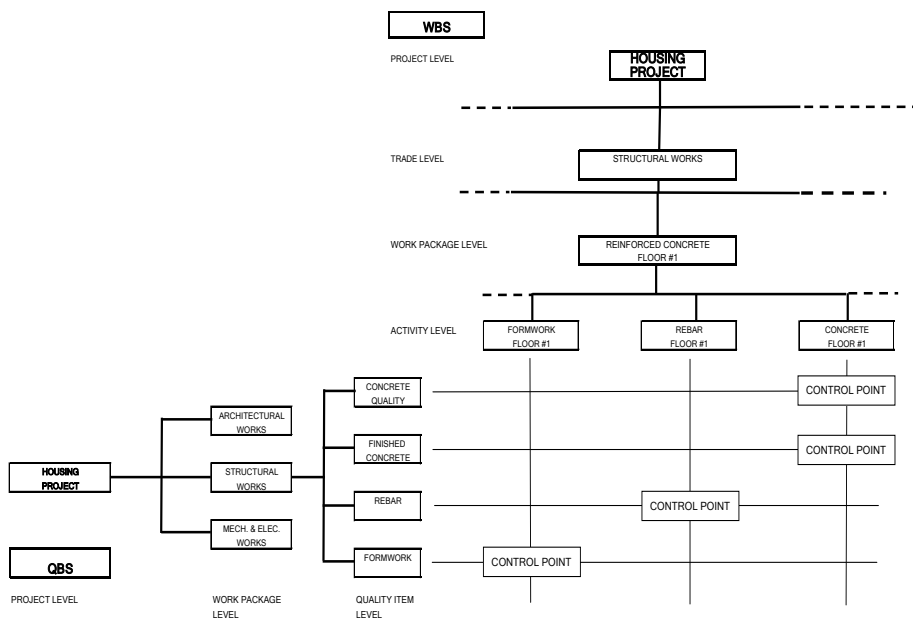 WBS
PROJECT LEVEL
HOUSING
PROJECT
TRADE LEVEL
STRUCTURAL WORKS
WORK PACKAGE LEVEL
REINFORCED CONCRETE
FLOOR #1
ACTIVITY LEVEL
FORMWORK
FLOOR #1
REBAR
FLOOR #1
CONCRETE
FLOOR #1
CONCRETE
QUALITY
CONTROL POINT
ARCHITECTURAL
WORKS
FINISHED
CONCRETE
CONTROL POINT
HOUSING
PROJECT
STRUCTURAL
WORKS
REBAR
CONTROL POINT
MECH. & ELEC.
WORKS
FORMWORK
CONTROL POINT
QBS
PROJECT LEVEL
WORK PACKAGE
LEVEL
QUALITY ITEM
LEVEL